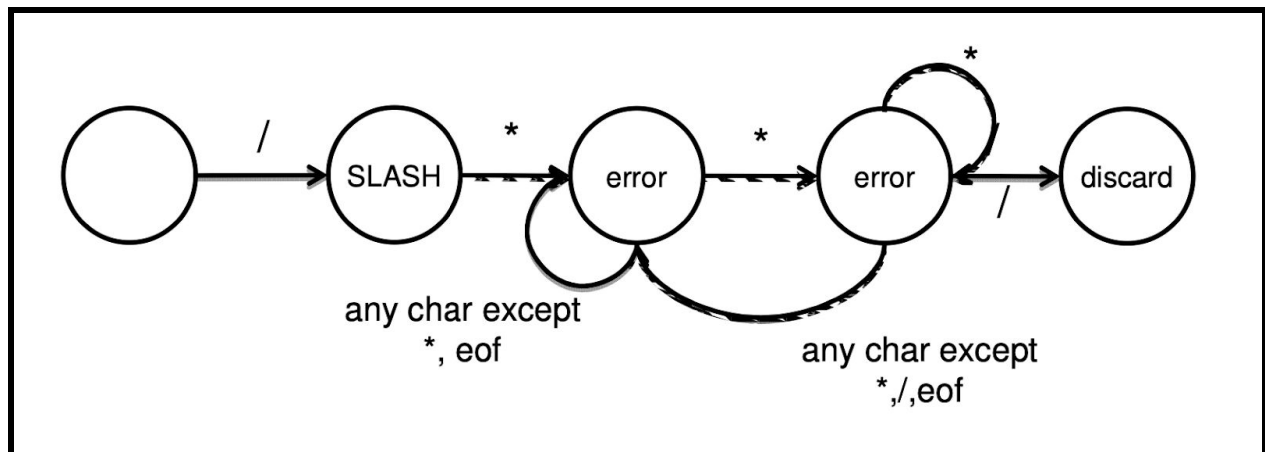 *
/
*
*
SLASH
error
error
discard
/
any char except
*, eof
any char except
*,/,eof